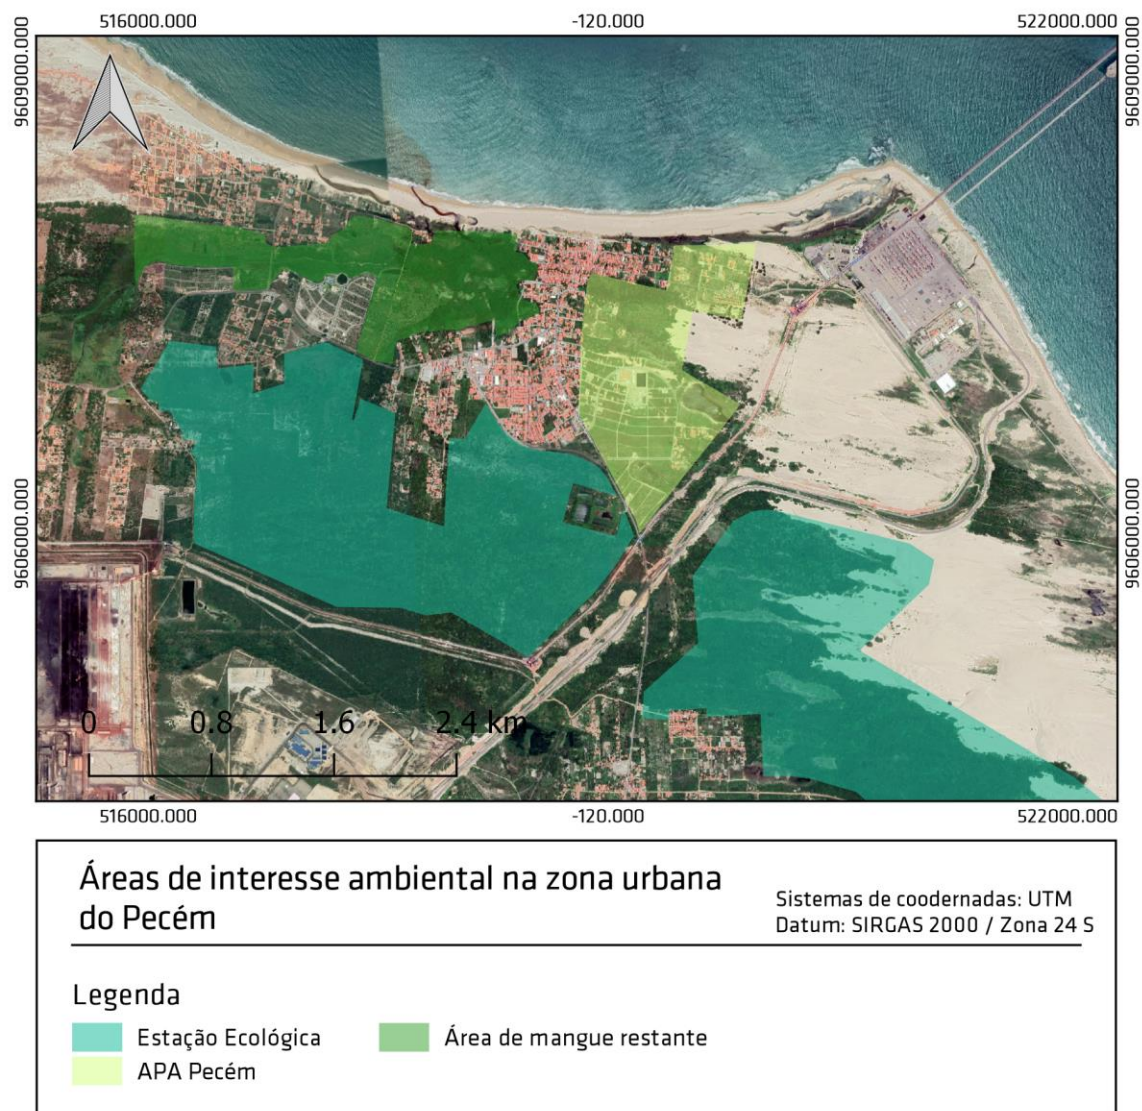 516000.000 -120.000 522000.000
9609000.000 9609000.000
9606000.000 9606000.000
0 0.8 1.6 2.4 km
516000.000 -120.000 522000.000
Áreas de interesse ambiental na zona urbana
do Pecém
Sistemas de coodernadas: UTM
Datum: SIRGAS 2000 / Zona 24 S
Legenda
Estação Ecológica
Área de mangue restante
APA Pecém